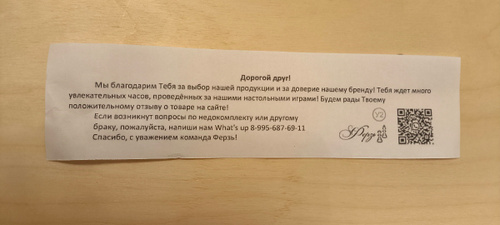 Дорогой друг!
Мы благодарим Тебя за выбор нашей продукции и за доверие нашему бренду! Тебя ждет много
увлекательных часов, проведённых за нашими настольными играми! Будем рады Твоему
положительному отзыву о товаре на сайте!
Если возникнут вопросы по недокомплекту или другому
браку, пожалуйста, напиши нам What's up 8-995-687-69-11
Спасибо, с уважением команда Ферзь!
Ферзь
У2